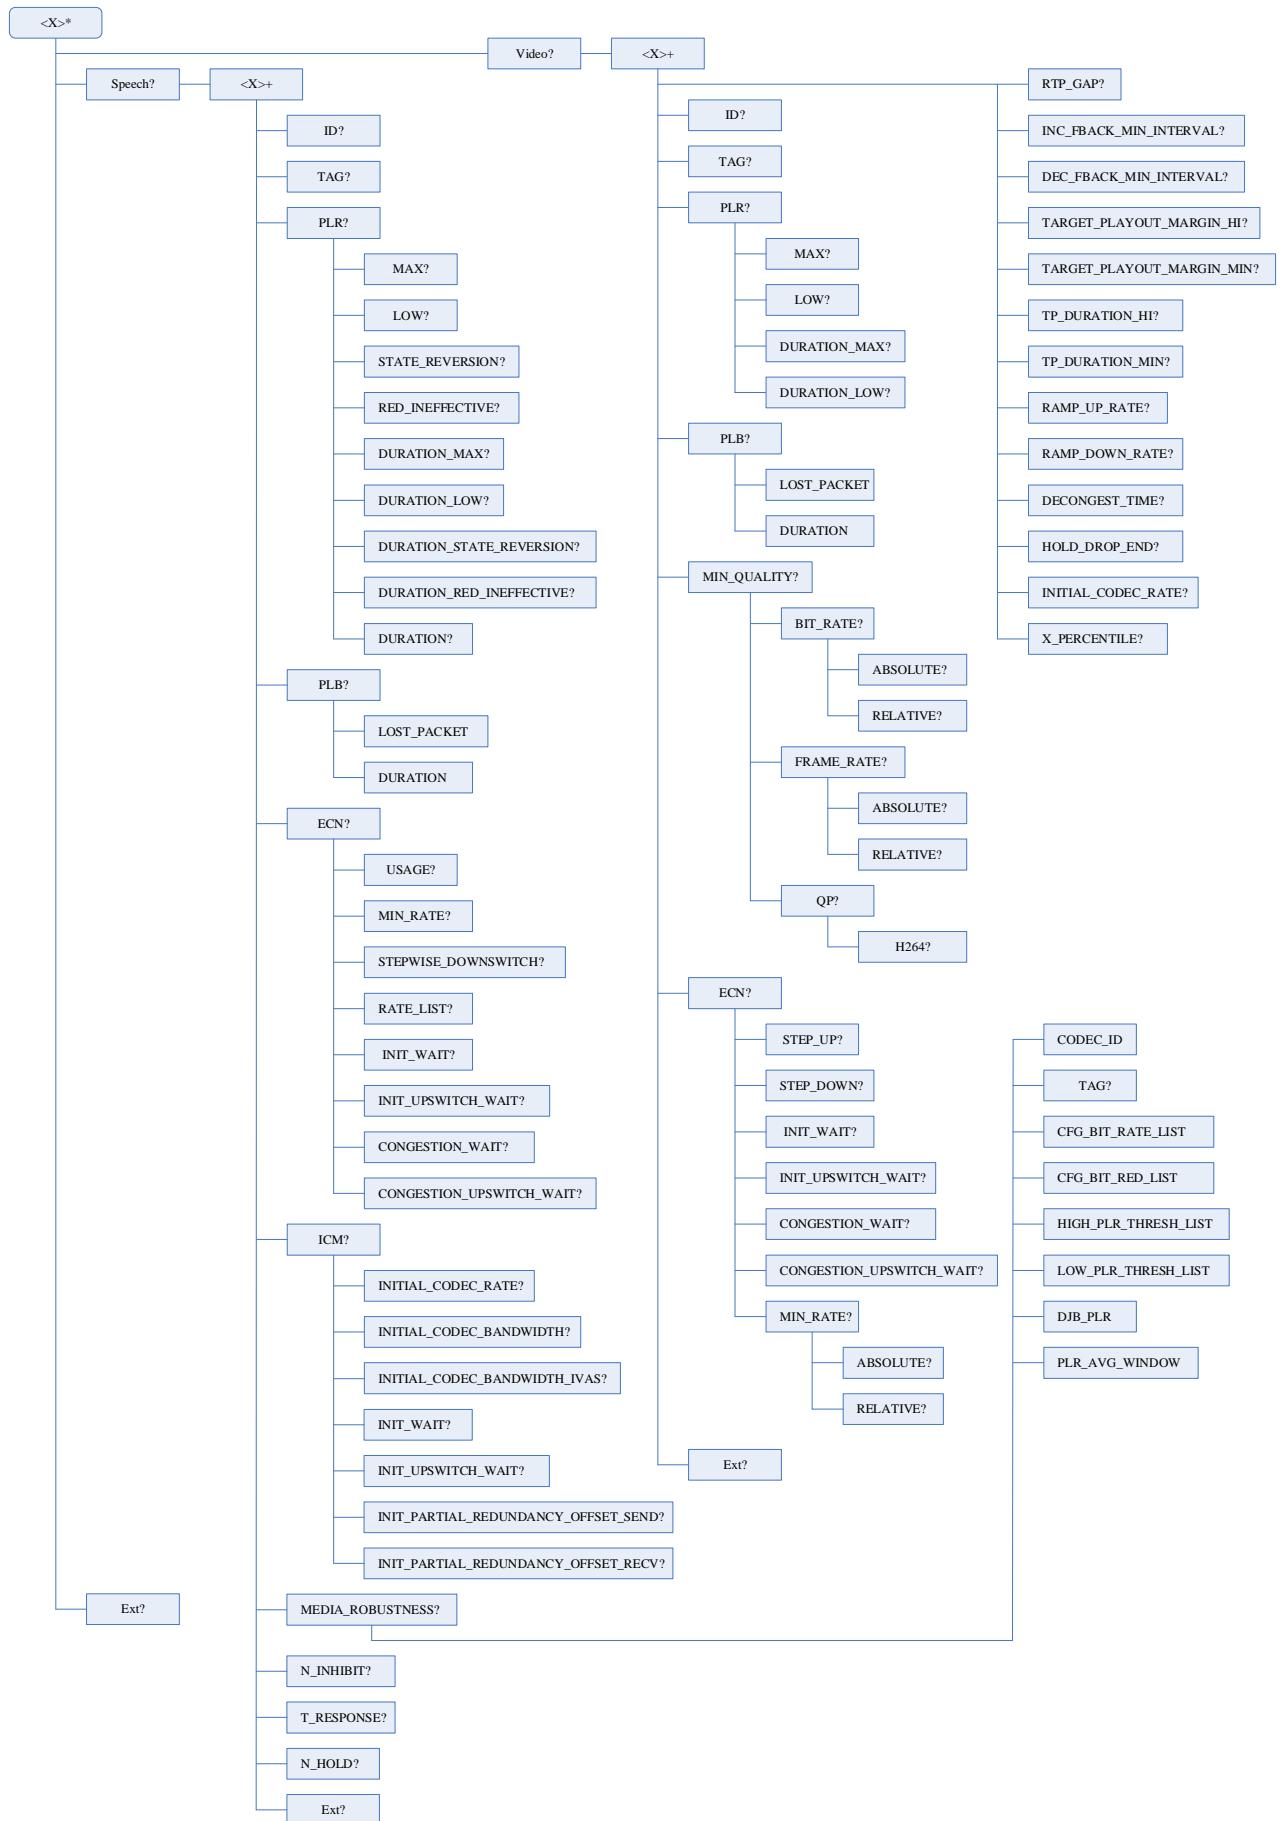 <X>*
Video?
<X>+
Speech?
<X>+
ID?
TAG?
PLR?
MAX?
LOW?
STATE_REVERSION?
RED_INEFFECTIVE?
DURATION_MAX?
DURATION_LOW?
DURATION_STATE_REVERSION?
DURATION_RED_INEFFECTIVE?
DURATION?
PLB?
LOST_PACKET
DURATION
ECN?
USAGE?
MIN_RATE?
STEPWISE_DOWNSWITCH?
RATE_LIST?
INIT_WAIT?
INIT_UPSWITCH_WAIT?
CONGESTION_WAIT?
CONGESTION_UPSWITCH_WAIT?
ICM?
INITIAL_CODEC_RATE?
INITIAL_CODEC_BANDWIDTH?
INITIAL_CODEC_BANDWIDTH_IVAS?
INIT_WAIT?
INIT_UPSWITCH_WAIT?
INIT_PARTIAL_REDUNDANCY_OFFSET_SEND?
INIT_PARTIAL_REDUNDANCY_OFFSET_RECV?
Ext?
MEDIA_ROBUSTNESS?
N_INHIBIT?
T_RESPONSE?
N_HOLD?
Ext?
ID?
TAG?
PLR?
MAX?
LOW?
DURATION_MAX?
DURATION_LOW?
PLB?
LOST_PACKET
DURATION
MIN_QUALITY?
BIT_RATE?
ABSOLUTE?
RELATIVE?
FRAME_RATE?
ABSOLUTE?
RELATIVE?
QP?
H264?
ECN?
STEP_UP?
STEP_DOWN?
INIT_WAIT?
INIT_UPSWITCH_WAIT?
CONGESTION_WAIT?
CONGESTION_UPSWITCH_WAIT?
MIN_RATE?
ABSOLUTE?
RELATIVE?
Ext?
RTP_GAP?
INC_FBACK_MIN_INTERVAL?
DEC_FBACK_MIN_INTERVAL?
TARGET_PLAYOUT_MARGIN_HI?
TARGET_PLAYOUT_MARGIN_MIN?
TP_DURATION_HI?
TP_DURATION_MIN?
RAMP_UP_RATE?
RAMP_DOWN_RATE?
DECONGEST_TIME?
HOLD_DROP_END?
INITIAL_CODEC_RATE?
X_PERCENTILE?
CODEC_ID
TAG?
CFG_BIT_RATE_LIST
CFG_BIT_RED_LIST
HIGH_PLR_THRESH_LIST
LOW_PLR_THRESH_LIST
DJB_PLR
PLR_AVG_WINDOW